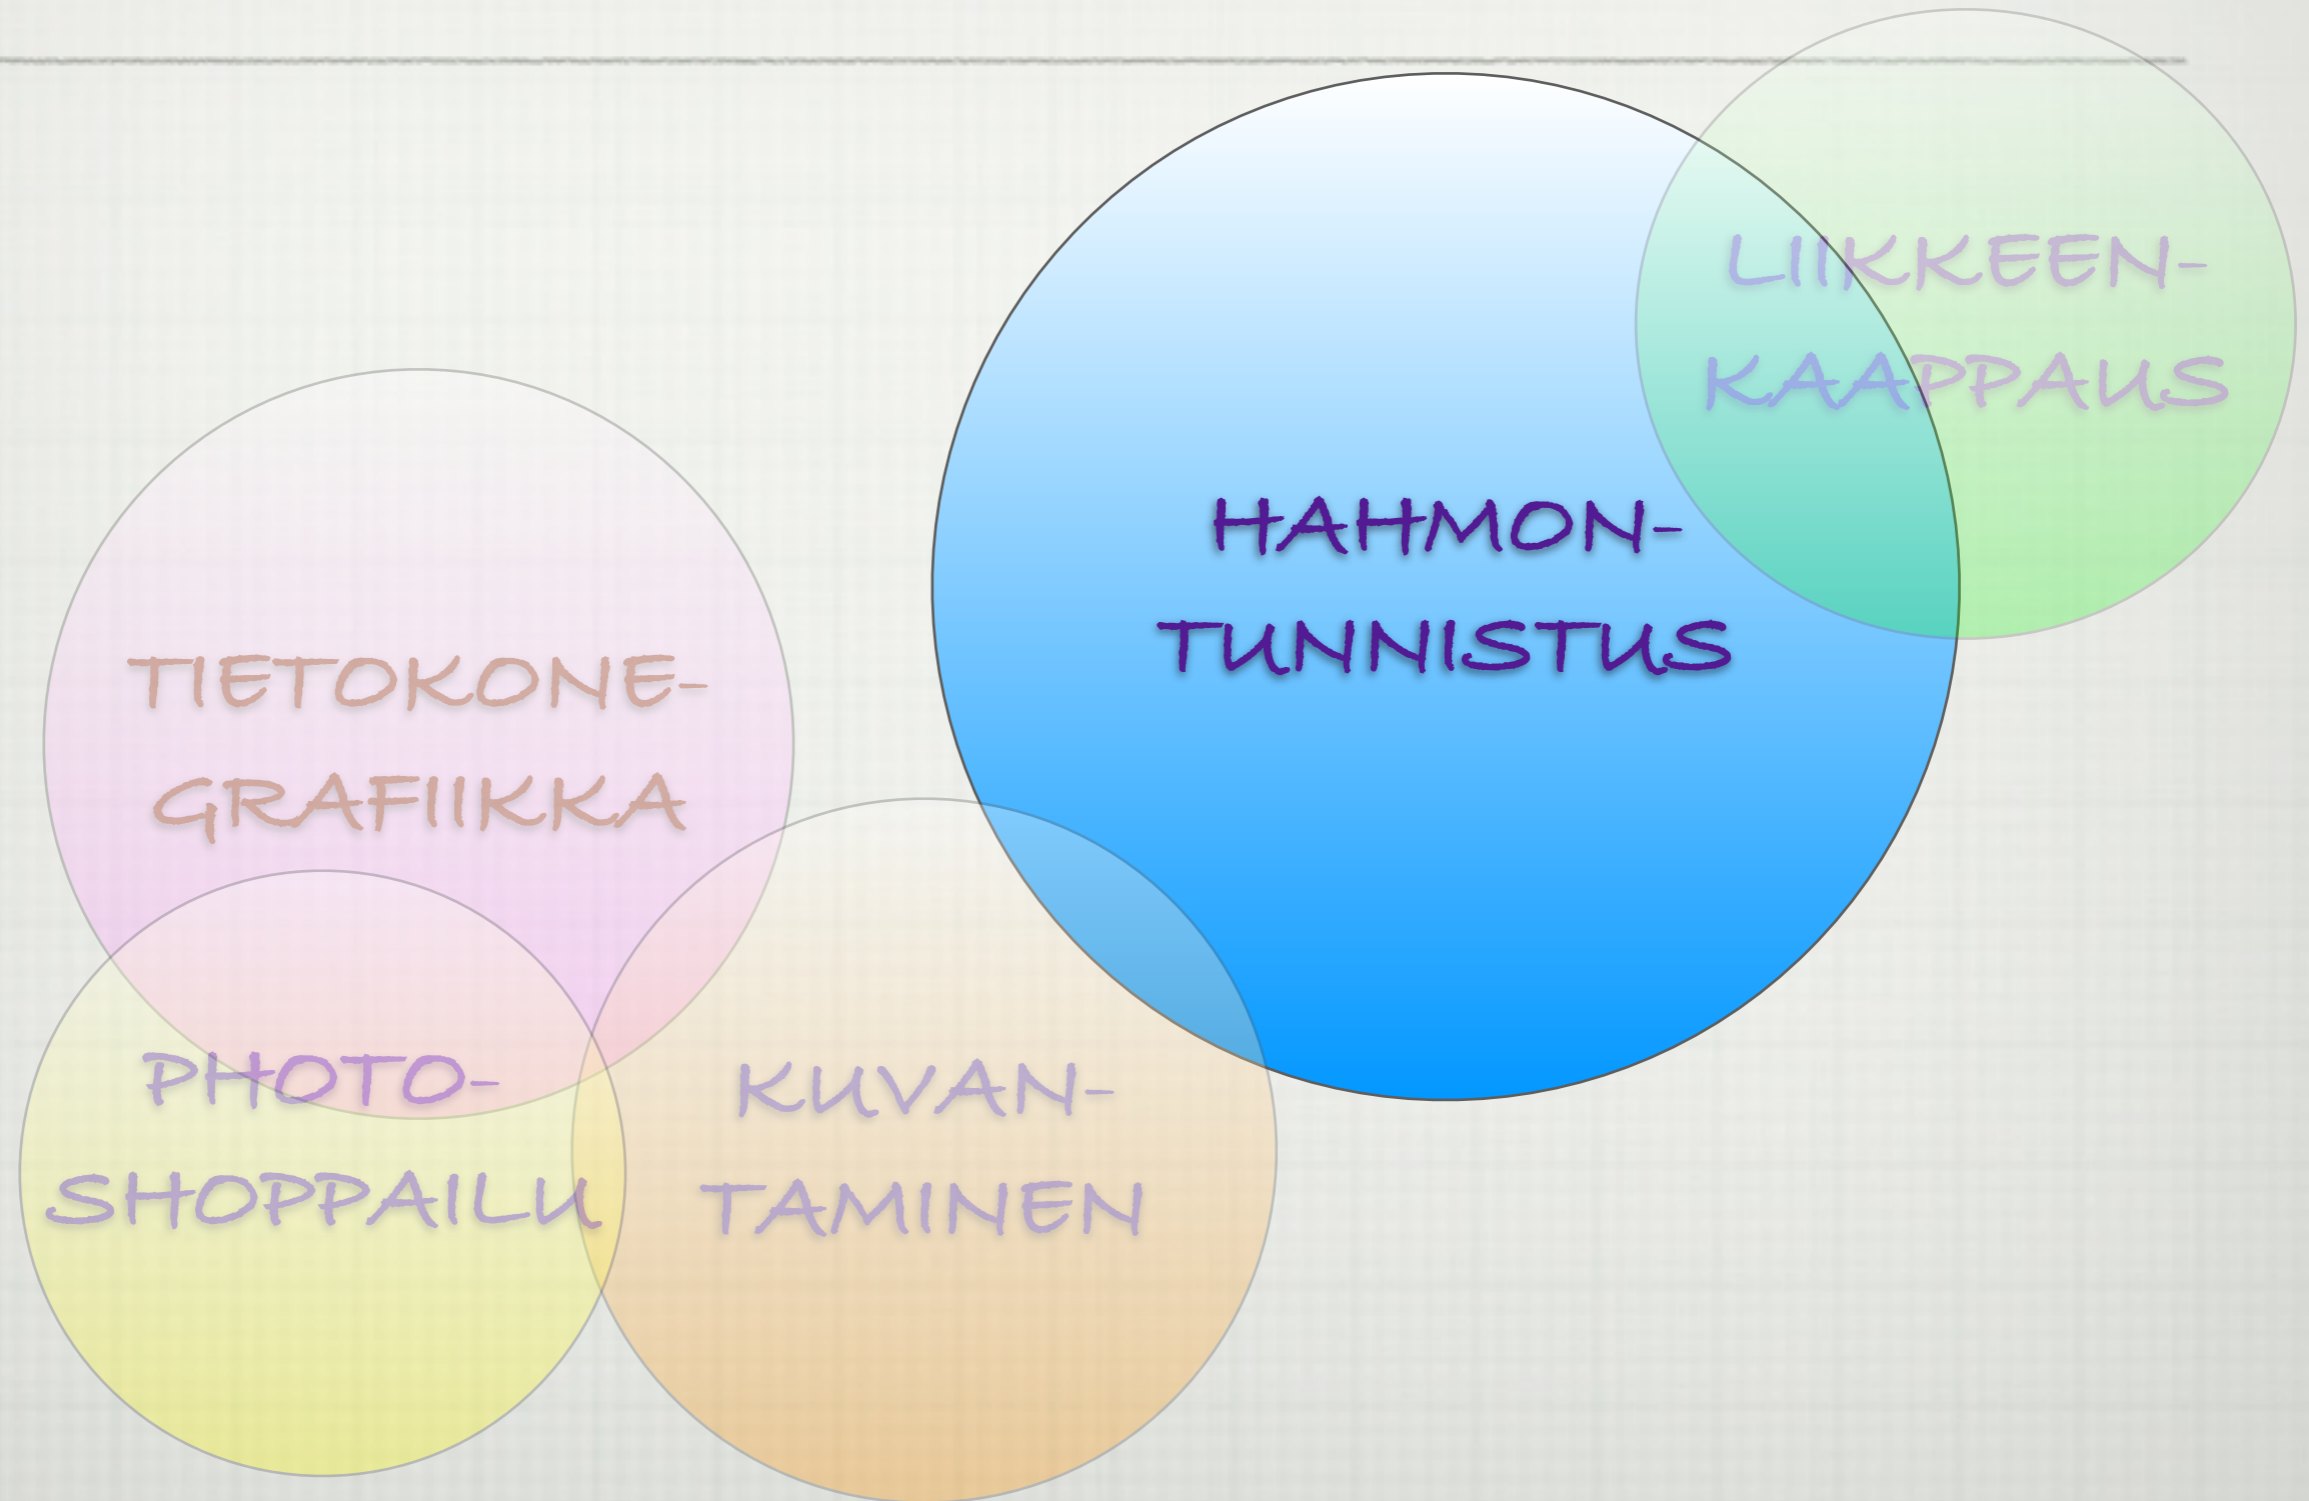 LIIKKEEN-
KAAPPAUS
HAHMON-
TUNNISTUS
TIETOKONE-
GRAFIIKKA
PHOTO-
SHOPPAILU
KUVAN-
TAMINEN